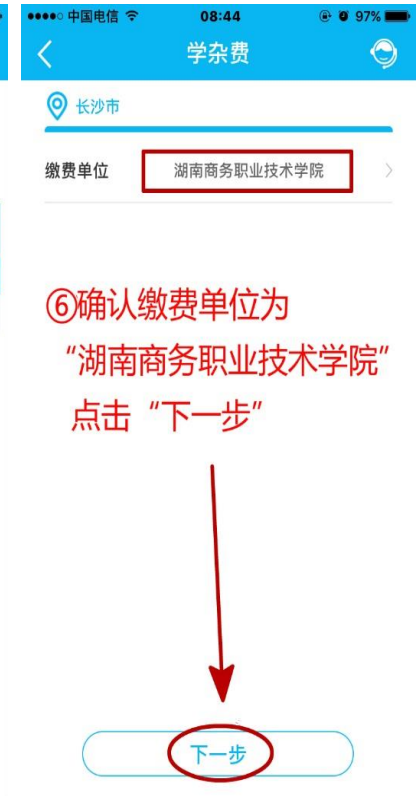 中国电信 08:44 97%
学杂费
长沙市
缴费单位 湖南商务职业技术学院
⑥确认缴费单位为
“湖南商务职业技术学院”
点击“下一步”
下一步